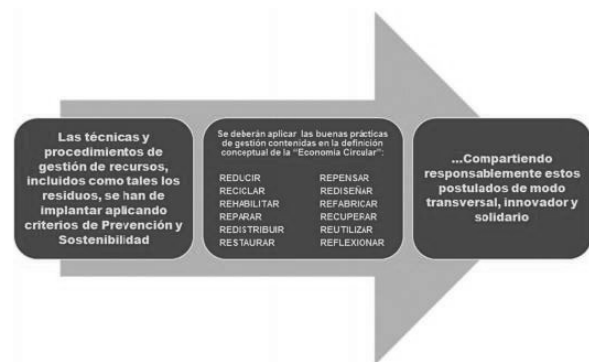 Las técnicas y
procedimientos de
gestión de recursos,
incluidos como tales los
residuos, se han de
implantar aplicando
criterios de Prevención y
Sostenibilidad
Se deberán aplicar las buenas prácticas
de gestión contenidas en la definición
conceptual de la "Economía Circular":
REDUCIR
RECICLAR
REHABILITAR
REPARAR
REDISTRIBUIR
RESTAURAR
REPENSAR
REDISEÑAR
REFABRICAR
RECUPERAR
REUTILIZAR
REFLEXIONAR
...Compartiendo
responsablemente estos
postulados de modo
transversal, innovador y
solidario